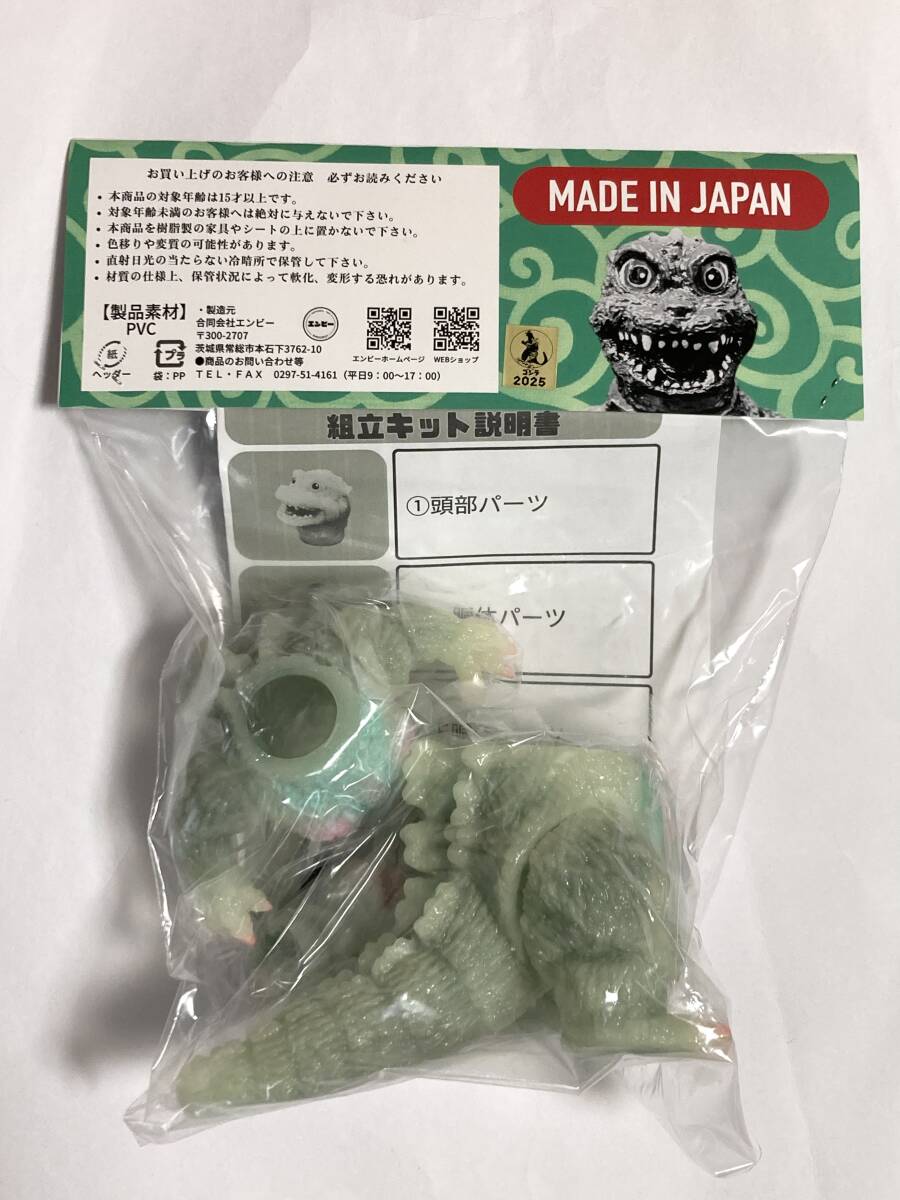 お買い上げのお客様への注意　必ずお読みください
・本商品の対象年齢は15才以上です。
・対象年齢未満のお客様へは絶対に与えないで下さい。
・本商品を樹脂製の家具やシートの上に置かないで下さい。
・色移りや変質の可能性があります。
・直射日光の当たらない冷暗所で保管して下さい。
・材質の仕様上、保管状況によって軟化、変形する恐れがあります。
【製品素材】
PVC
紙
ヘッダー
プラ
袋：PP
・製造元
合同会社エンビー
〒300-2707
茨城県常総市本石下3762-10
●商品のお問い合わせ等
ＴＥＬ・ＦＡＸ　0297-51-4161（平日9：00〜17：00）
エンビー
エンビーホームページ
WEBショップ
MADE IN JAPAN
ゴジラ
2025
組立キット説明書
①頭部パーツ
パーツ